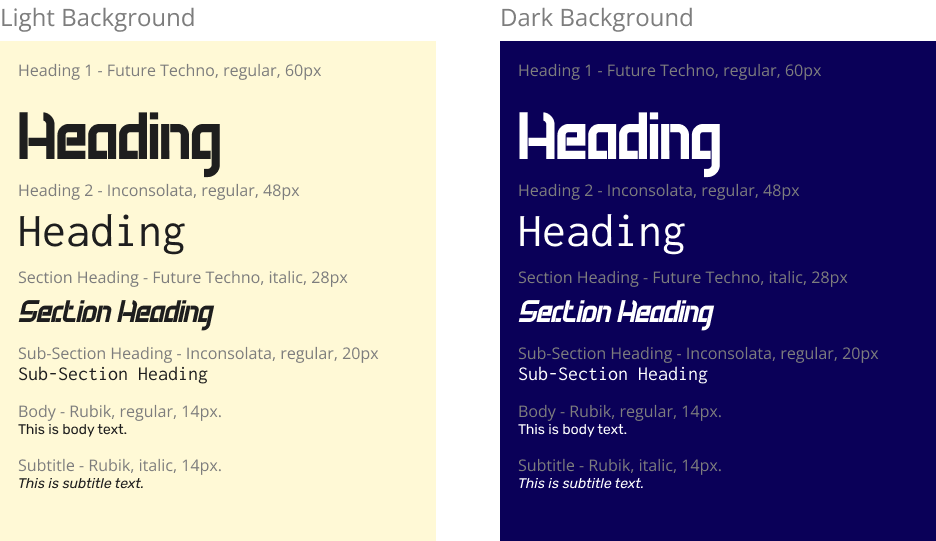 Light Background
Heading 1 - Future Techno, regular, 60px
Heading
Heading 2 - Inconsolata, regular, 48px
Heading
Section Heading - Future Techno, italic, 28px
Section Heading
Sub-Section Heading - Inconsolata, regular, 20px
Sub-Section Heading
Body - Rubik, regular, 14px.
This is body text.
Subtitle - Rubik, italic, 14px.
This is subtitle text.
Dark Background
Heading 1 - Future Techno, regular, 60px
Heading
Heading 2 - Inconsolata, regular, 48px
Heading
Section Heading - Future Techno, italic, 28px
Section Heading
Sub-Section Heading - Inconsolata, regular, 20px
Sub-Section Heading
Body - Rubik, regular, 14px.
This is body text.
Subtitle - Rubik, italic, 14px.
This is subtitle text.